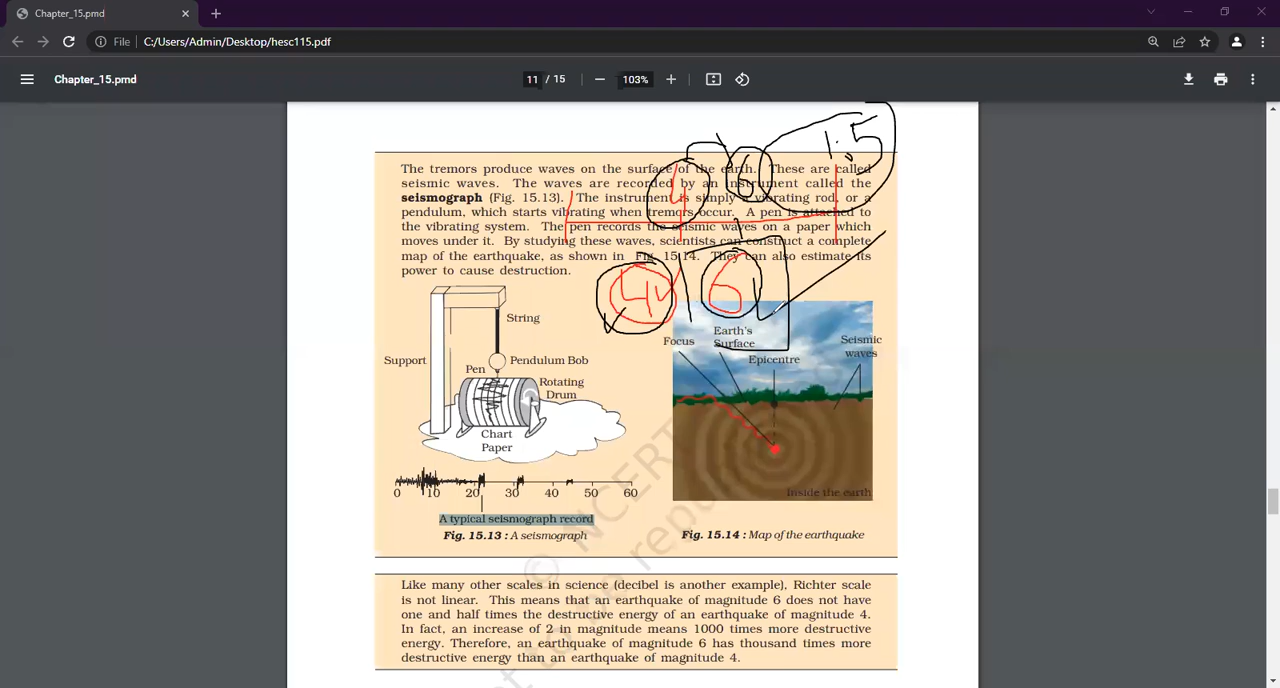 Chapter_15.pmd
File C:/Users/Admin/Desktop/hesc115.pdf
Chapter_15.pmd
11 / 15
103%
1.5
4 6
The tremors produce waves on the surface of the earth. These are called
seismic waves. The waves are recorded by an instrument called the
seismograph (Fig. 15.13). The instrument is simply a vibrating rod, or a
pendulum, which starts vibrating when tremors occur. A pen is attached to
the vibrating system. The pen records the seismic waves on a paper which
moves under it. By studying these waves, scientists can construct a complete
map of the earthquake, as shown in Fig. 15.14. They can also estimate its
power to cause destruction.
4 6
String
Support
Pendulum Bob
Pen
Rotating
Drum
Chart
Paper
0 10 20 30 40 50 60
A typical seismograph record
Fig. 15.13 : A seismograph
Focus
Earth's
Surface
Epicentre
Seismic
waves
Inside the earth
Fig. 15.14 : Map of the earthquake
Like many other scales in science (decibel is another example), Richter scale
is not linear. This means that an earthquake of magnitude 6 does not have
one and half times the destructive energy of an earthquake of magnitude 4.
In fact, an increase of 2 in magnitude means 1000 times more destructive
energy. Therefore, an earthquake of magnitude 6 has thousand times more
destructive energy than an earthquake of magnitude 4.
© NCERT